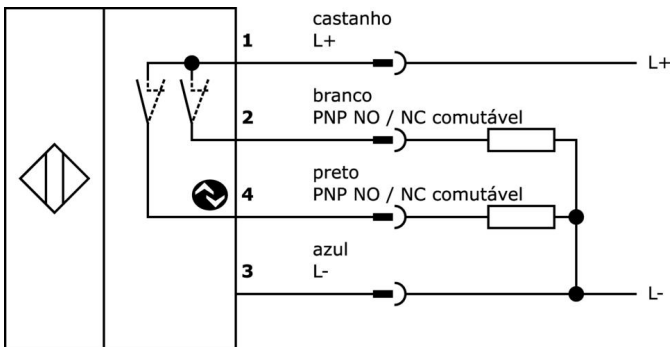 castanho
1 L+
L+
branco
2 PNP NO / NC comutável
preto
4 PNP NO / NC comutável
azul
3 L-
L-